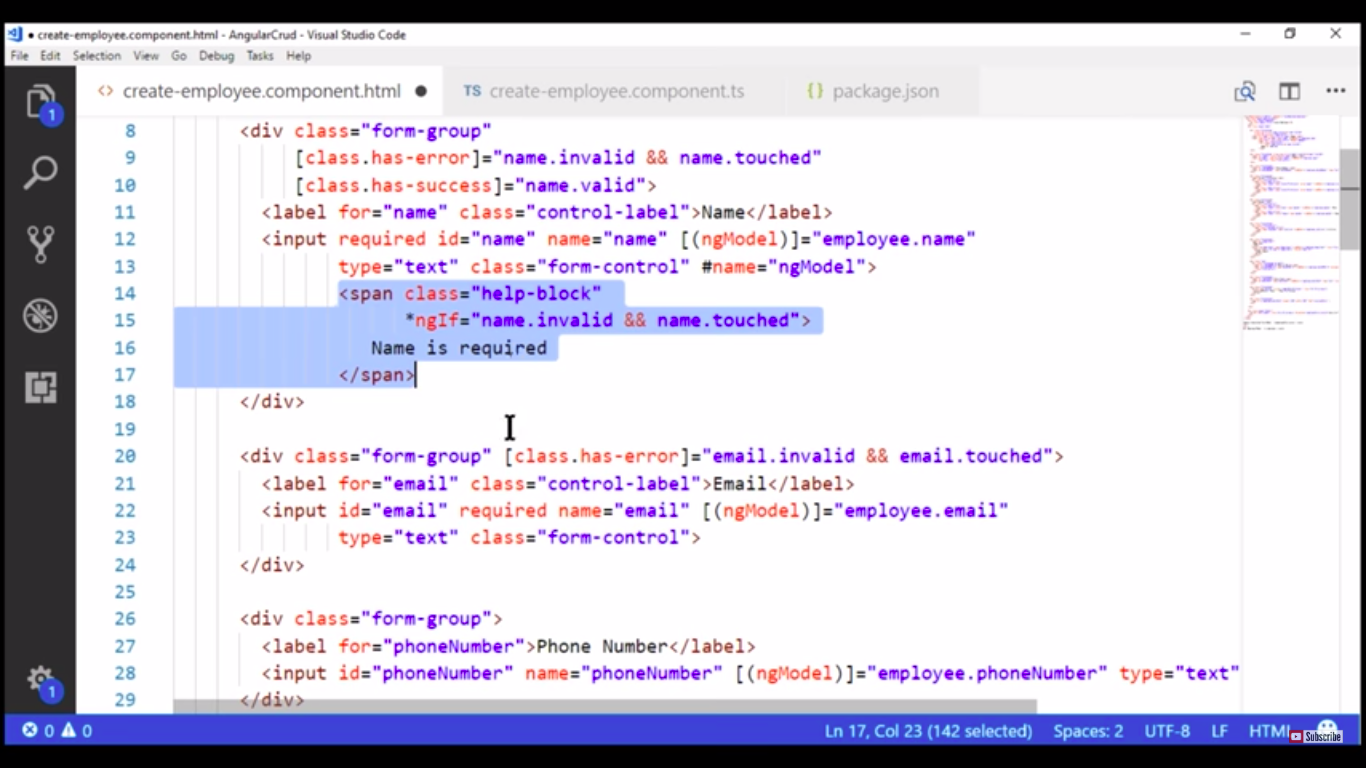 create-employee.component.html - AngularCrud - Visual Studio Code
File Edit Selection View Go Debug Tasks Help
<> create-employee.component.html ● TS create-employee.component.ts {} package.json
1
8 <div class="form-group"
9 [class.has-error]="name.invalid && name.touched"
10 [class.has-success]="name.valid">
11 <label for="name" class="control-label">Name</label>
12 <input required id="name" name="name" [(ngModel)]="employee.name"
13 type="text" class="form-control" #name="ngModel">
14 <span class="help-block"
15 *ngIf="name.invalid && name.touched">
16 Name is required
17 </span>
18 </div>
19
20 <div class="form-group" [class.has-error]="email.invalid && email.touched">
21 <label for="email" class="control-label">Email</label>
22 <input id="email" required name="email" [(ngModel)]="employee.email"
23 type="text" class="form-control">
24 </div>
25
26 <div class="form-group">
27 <label for="phoneNumber">Phone Number</label>
28 <input id="phoneNumber" name="phoneNumber" [(ngModel)]="employee.phoneNumber" type="text"
29 </div>
1
0 0 Ln 17, Col 23 (142 selected) Spaces: 2 UTF-8 LF HTML
Subscribe